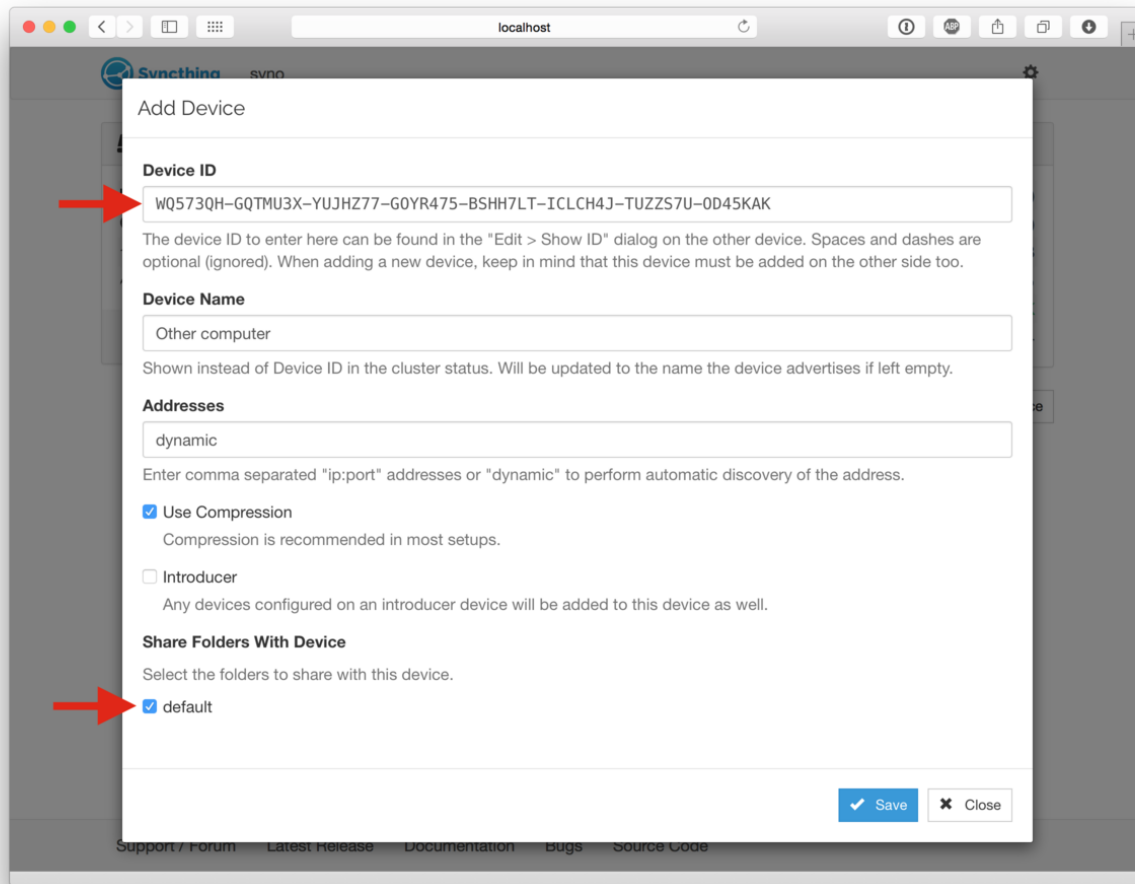 localhost
ABP
Syncthing syno
Add Device
Device ID
WQ573QH-GQTMU3X-YUJHZ77-GOYR475-BSHH7LT-ICLCH4J-TUZZS7U-OD45KAK
The device ID to enter here can be found in the "Edit > Show ID" dialog on the other device. Spaces and dashes are
optional (ignored). When adding a new device, keep in mind that this device must be added on the other side too.
Device Name
Other computer
Shown instead of Device ID in the cluster status. Will be updated to the name the device advertises if left empty.
Addresses
dynamic
Enter comma separated "ip:port" addresses or "dynamic" to perform automatic discovery of the address.
Use Compression
Compression is recommended in most setups.
Introducer
Any devices configured on an introducer device will be added to this device as well.
Share Folders With Device
Select the folders to share with this device.
default
Save Close
Support / Forum Latest Release Documentation Bugs Source Code